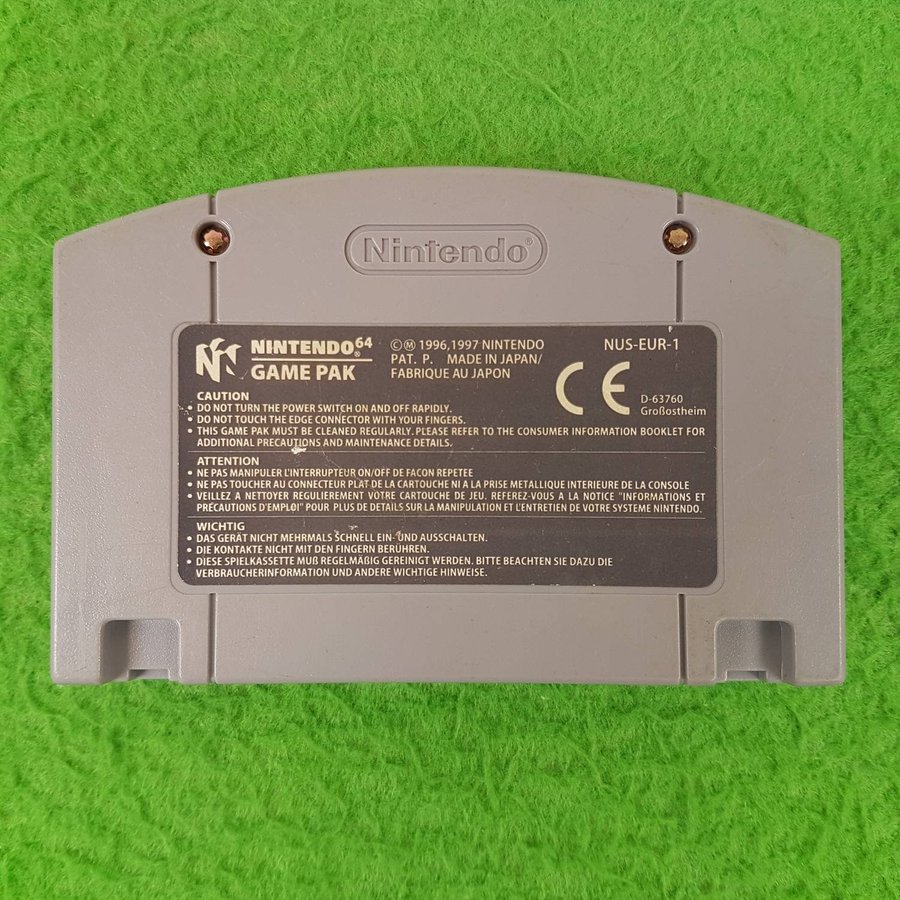 Nintendo®
NINTENDO64®
GAME PAK
©Ⓜ 1996,1997 NINTENDO
PAT. P. MADE IN JAPAN/
FABRIQUE AU JAPON
NUS-EUR-1
CE
D-63760
Großostheim
CAUTION
• DO NOT TURN THE POWER SWITCH ON AND OFF RAPIDLY.
• DO NOT TOUCH THE EDGE CONNECTOR WITH YOUR FINGERS.
• THIS GAME PAK MUST BE CLEANED REGULARLY. PLEASE REFER TO THE CONSUMER INFORMATION BOOKLET FOR
ADDITIONAL PRECAUTIONS AND MAINTENANCE DETAILS.
ATTENTION
• NE PAS MANIPULER L'INTERRUPTEUR ON/OFF DE FACON REPETEE
• NE PAS TOUCHER AU CONNECTEUR PLAT DE LA CARTOUCHE NI A LA PRISE METALLIQUE INTERIEURE DE LA CONSOLE
• VEILLEZ A NETTOYER REGULIEREMENT VOTRE CARTOUCHE DE JEU. REFEREZ-VOUS A LA NOTICE "INFORMATIONS ET
PRÉCAUTIONS D'EMPLOI" POUR PLUS DE DETAILS SUR LA MANIPULATION ET L'ENTRETIEN DE VOTRE SYSTEME NINTENDO.
WICHTIG
• DAS GERÄT NICHT MEHRMALS SCHNELL EIN- UND AUSSCHALTEN.
• DIE KONTAKTE NICHT MIT DEN FINGERN BERÜHREN.
• DIESE SPIELKASSETTE MUß REGELMÄßIG GEREINIGT WERDEN. BITTE BEACHTEN SIE DAZU DIE
VERBRAUCHERINFORMATION UND ANDERE WICHTIGE HINWEISE.